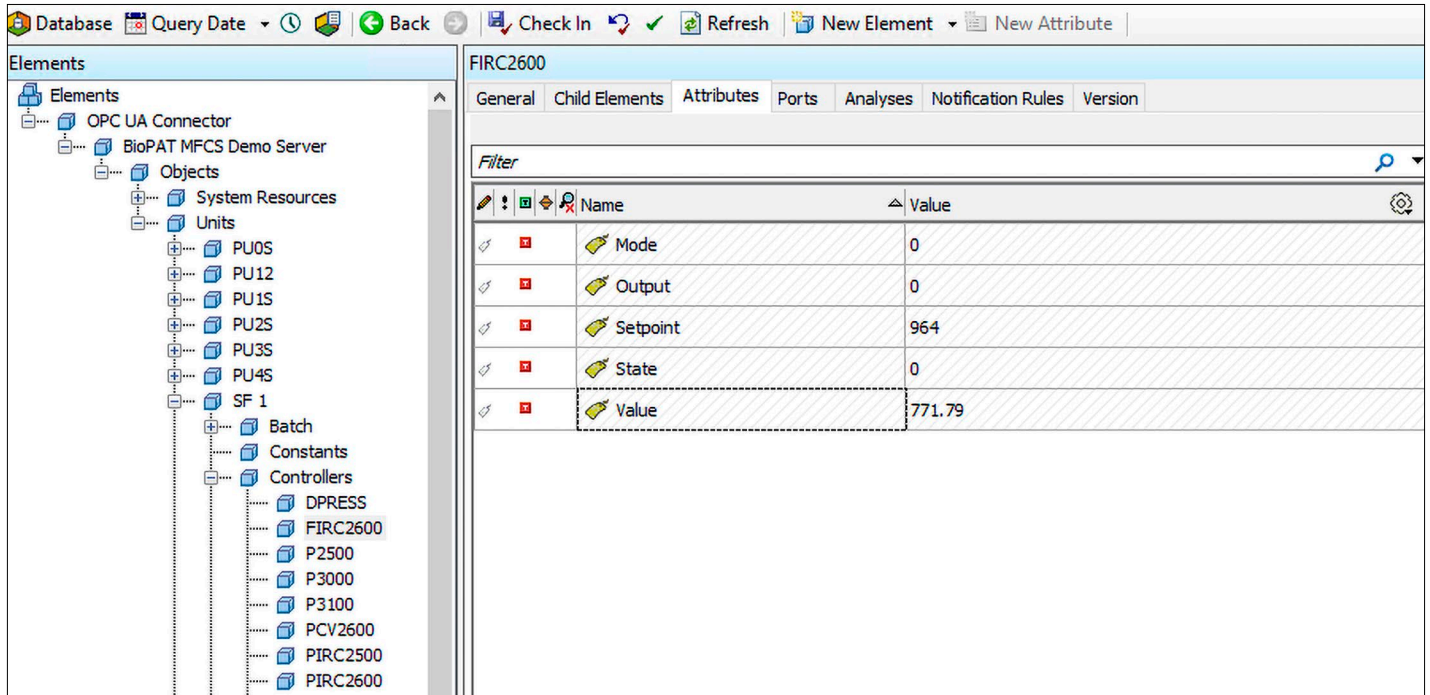 Database Query Date Back Check In Refresh New Element New Attribute
Elements
Elements
OPC UA Connector
BioPAT MFCS Demo Server
Objects
System Resources
Units
PU0S
PU12
PU1S
PU2S
PU3S
PU4S
SF 1
Batch
Constants
Controllers
DPRESS
FIRC2600
P2500
P3000
P3100
PCV2600
PIRC2500
PIRC2600
FIRC2600
General Child Elements Attributes Ports Analyses Notification Rules Version
Filter
Name Value
Mode 0
Output 0
Setpoint 964
State 0
Value 771.79